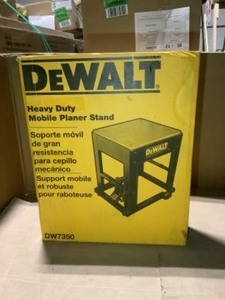 DEWALT
Heavy Duty
Mobile Planer Stand
Soporte móvil
de gran
resistencia
para cepillo
mecánico
Support mobile
et robuste
pour raboteuse
DEWALT
DW7350